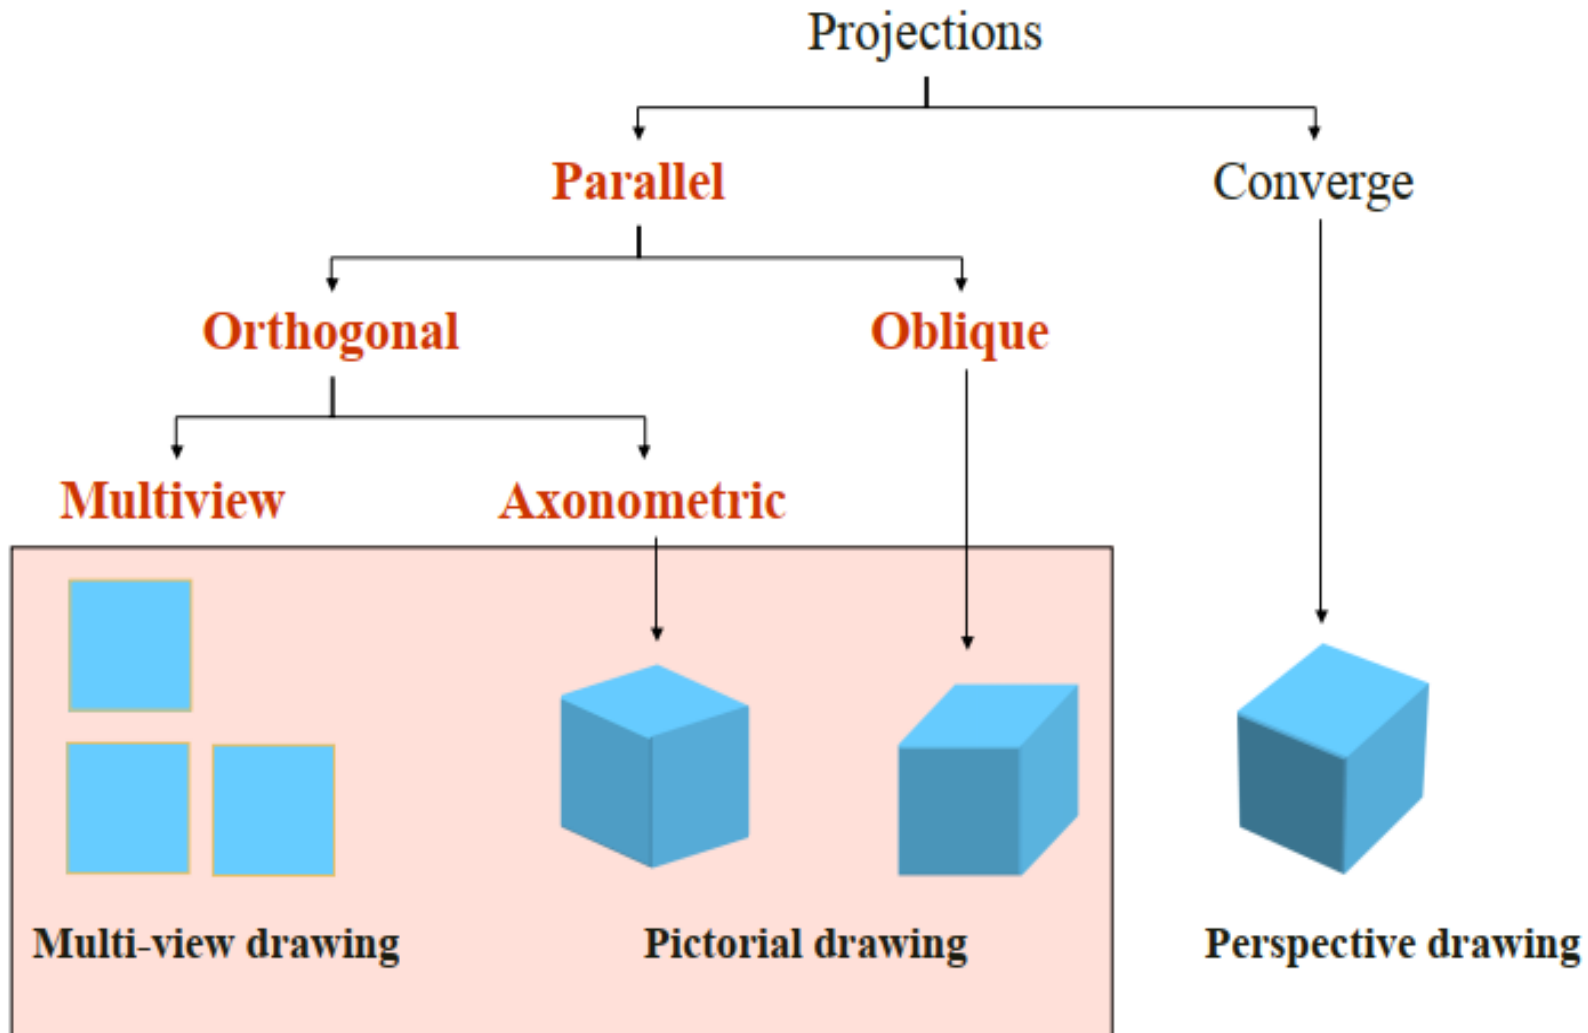 Projections
Parallel
Converge
Orthogonal
Oblique
Multiview
Axonometric
Multi-view drawing
Pictorial drawing
Perspective drawing